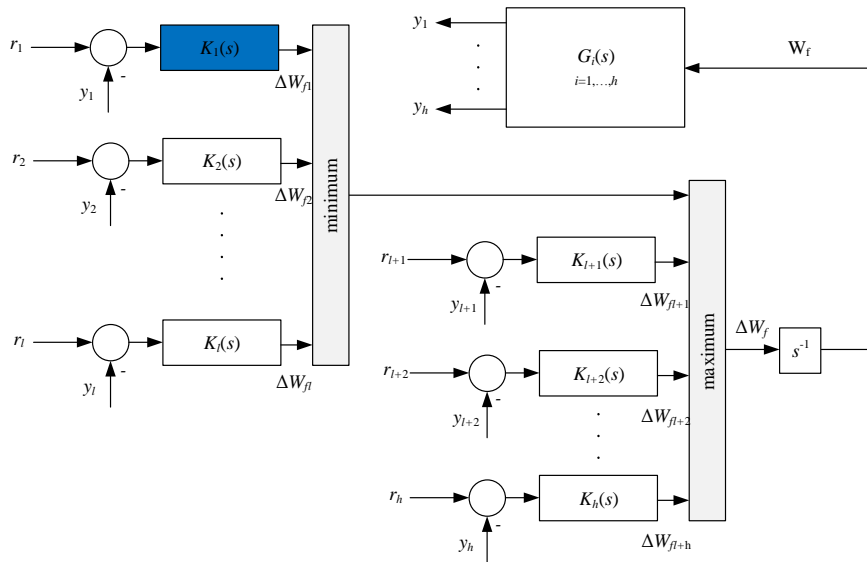 r1
K1(s)
y1
-
ΔWf1
r2
K2(s)
y2
-
ΔWf2
.
.
.
.
rl
Kl(s)
yl
-
ΔWfl
minimum
y1
.
.
.
yh
Gi(s)
i=1,…,h
Wf
rl+1
Kl+1(s)
yl+1
-
ΔWfl+1
rl+2
Kl+2(s)
yl+2
-
ΔWfl+2
.
.
.
rh
Kh(s)
yh
-
ΔWfl+h
maximum
ΔWf
s-1